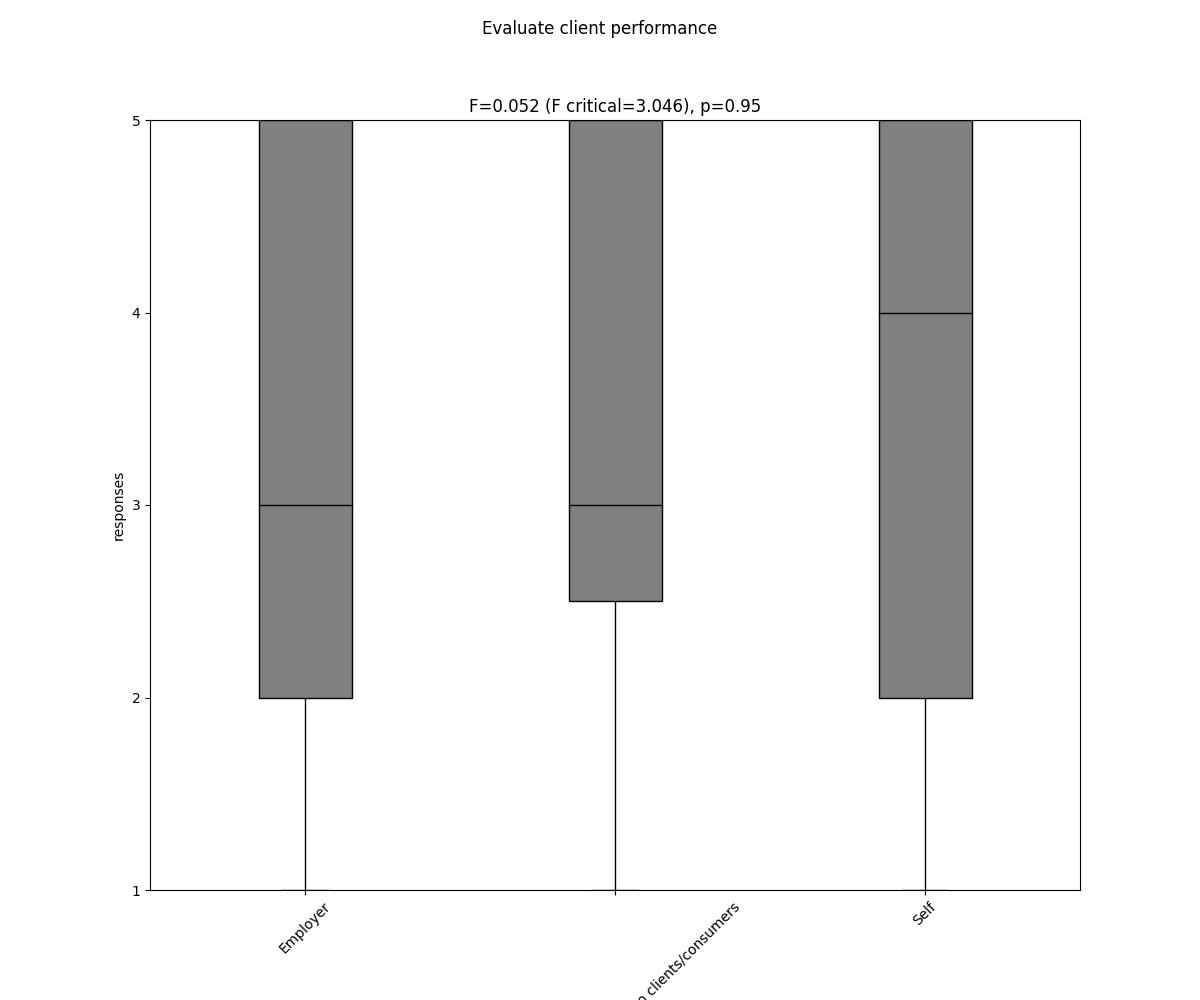 Evaluate client performance
F=0.052 (F critical=3.046), p=0.95
5
4
3
2
1
responses
Employer
clients/consumers
Self